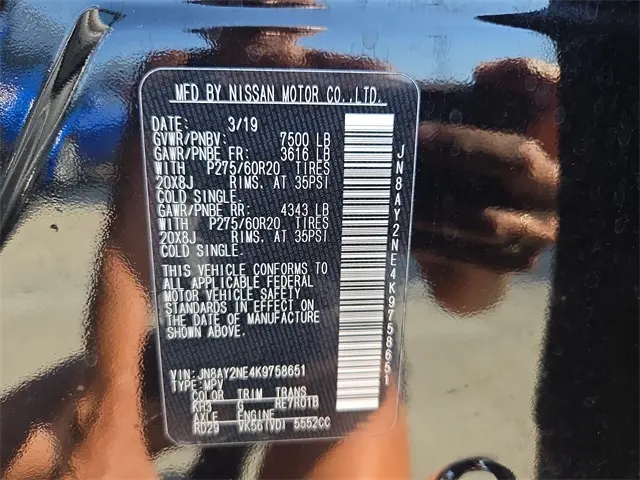 MFD BY NISSAN MOTOR CO.,LTD.
DATE: 3/19
GVWR/PNBV: 7500 LB
GAWR/PNBE FR: 3616 LB
WITH P275/60R20 TIRES
20X8J RIMS. AT 35PSI
COLD SINGLE.
GAWR/PNBE RR: 4343 LB
WITH P275/60R20 TIRES
20X8J RIMS. AT 35PSI
COLD SINGLE.
THIS VEHICLE CONFORMS TO
ALL APPLICABLE FEDERAL
MOTOR VEHICLE SAFETY
STANDARDS IN EFFECT ON
THE DATE OF MANUFACTURE
SHOWN ABOVE.
VIN: JN8AY2NE4K9758651
TYPE: MPV
COLOR TRIM TRANS
KH3 G RE7R01B
AXLE ENGINE
RD29 VK56(VD) 5552CC
JN8AY2NE4K9758651